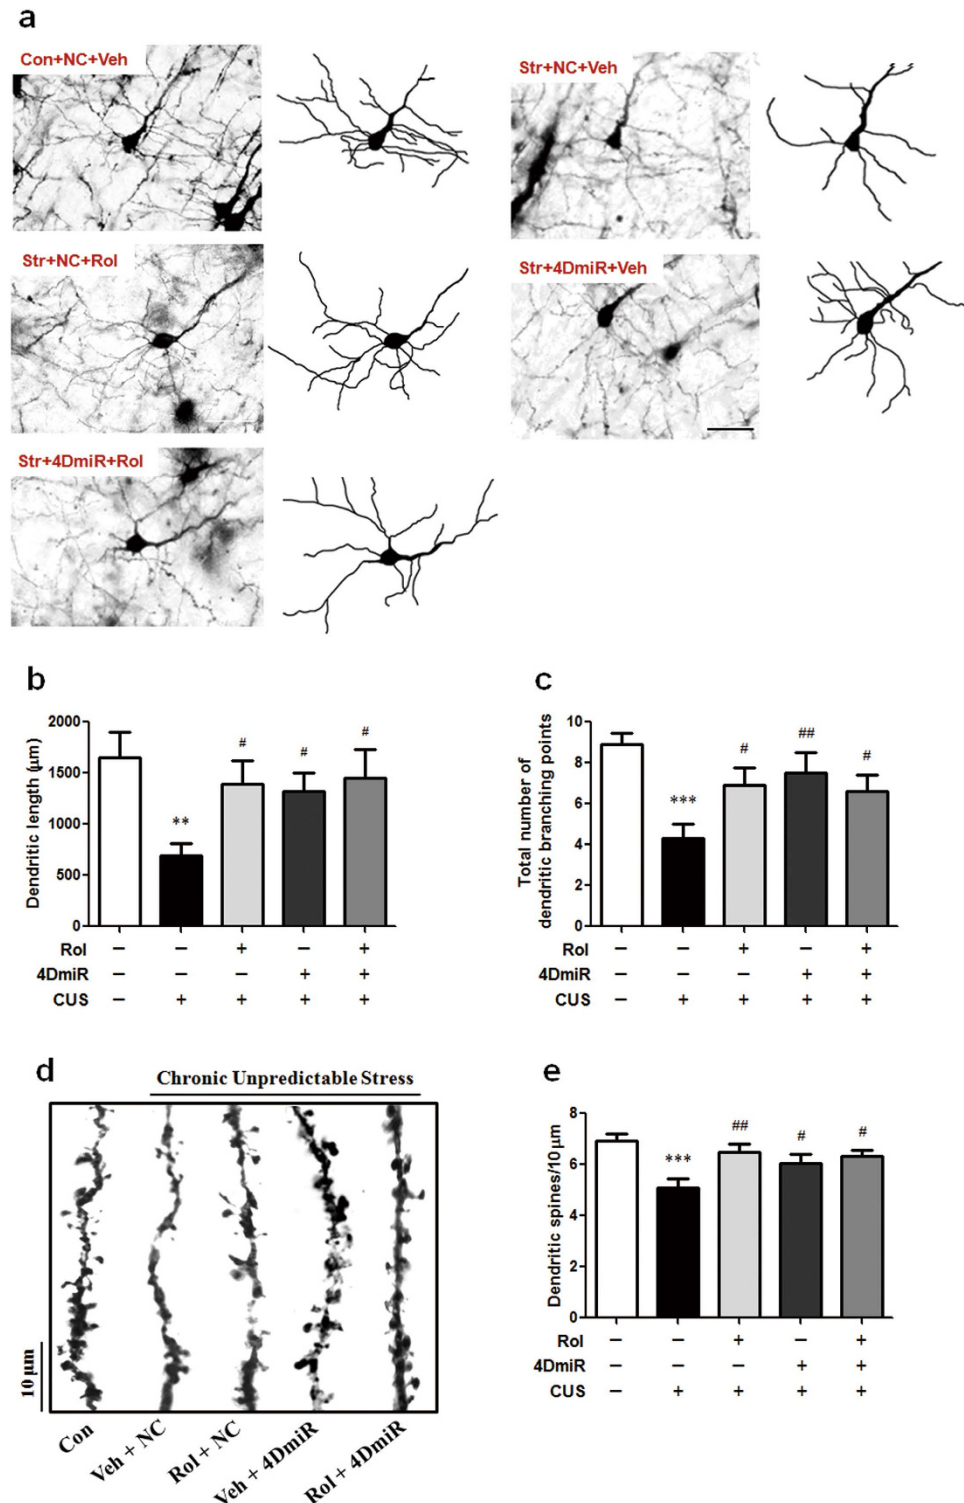 a
Con+NC+Veh
Str+NC+Veh
Str+NC+Rol
Str+4DmiR+Veh
Str+4DmiR+Rol
b
2000
1500
1000
500
0
Dendritic length (μm)
**
#
#
#
Rol − − + − +
4DmiR − − − + +
CUS − + + + +
c
10
8
6
4
2
0
Total number of
dendritic branching points
***
#
##
#
Rol − − + − +
4DmiR − − − + +
CUS − + + + +
d
Chronic Unpredictable Stress
10 μm
Con
Veh + NC
Rol + NC
Veh + 4DmiR
Rol + 4DmiR
e
8
6
4
2
0
Dendritic spines/10μm
***
##
#
#
Rol − − + − +
4DmiR − − − + +
CUS − + + + +